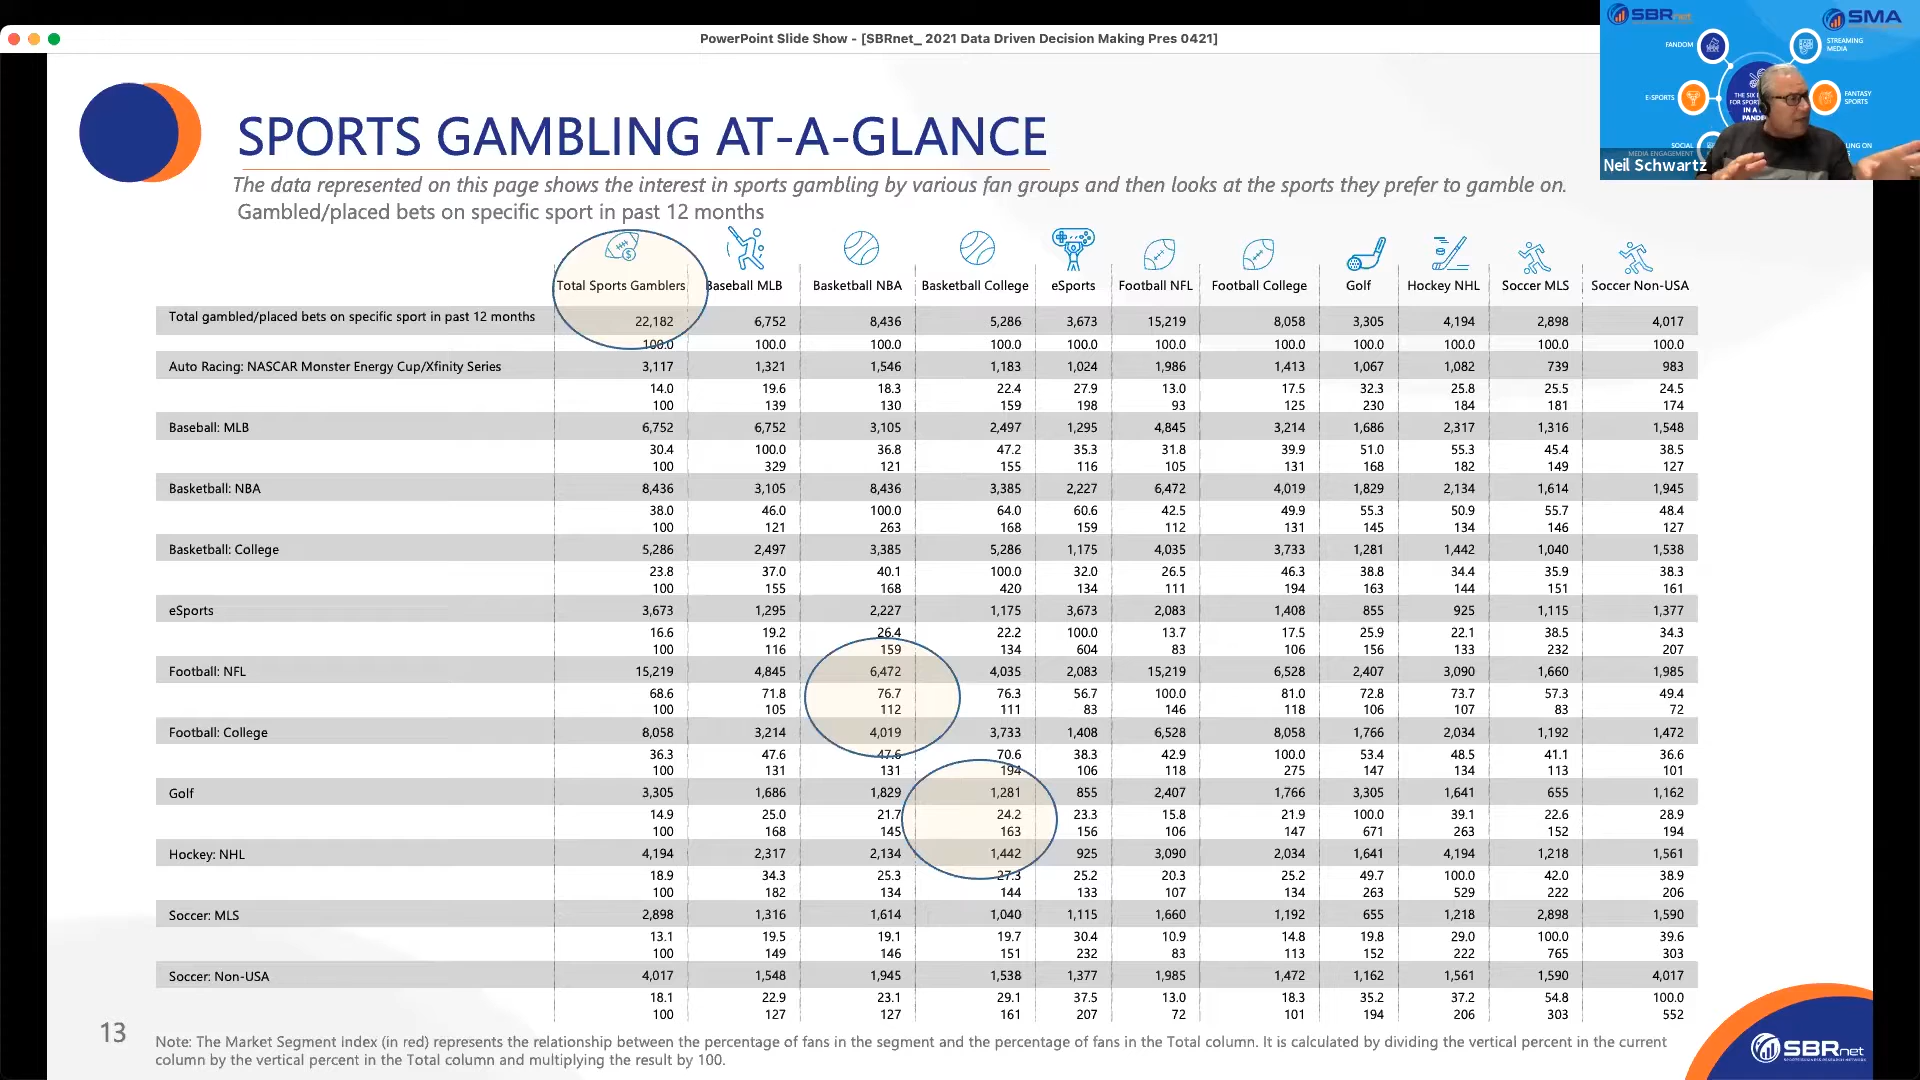 PowerPoint Slide Show - [SBRnet_ 2021 Data Driven Decision Making Pres 0421]
SBRnet
SMA
FANDOM
STREAMING
MEDIA
E-SPORTS
FANTASY
SPORTS
SOCIAL
MEDIA ENGAGEMENT
Neil Schwartz
SPORTS GAMBLING AT-A-GLANCE
The data represented on this page shows the interest in sports gambling by various fan groups and then looks at the sports they prefer to gamble on.
Gambled/placed bets on specific sport in past 12 months
Total Sports Gamblers Baseball MLB Basketball NBA Basketball College eSports Football NFL Football College Golf Hockey NHL Soccer MLS Soccer Non-USA
Total gambled/placed bets on specific sport in past 12 months 22,182 6,752 8,436 5,286 3,673 15,219 8,058 3,305 4,194 2,898 4,017
100.0 100.0 100.0 100.0 100.0 100.0 100.0 100.0 100.0 100.0 100.0
Auto Racing: NASCAR Monster Energy Cup/Xfinity Series 3,117 1,321 1,546 1,183 1,024 1,986 1,413 1,067 1,082 739 983
14.0 19.6 18.3 22.4 27.9 13.0 17.5 32.3 25.8 25.5 24.5
100 139 130 159 198 93 125 230 184 181 174
Baseball: MLB 6,752 6,752 3,105 2,497 1,295 4,845 3,214 1,686 2,317 1,316 1,548
30.4 100.0 36.8 47.2 35.3 31.8 39.9 51.0 55.3 45.4 38.5
100 329 121 155 116 105 131 168 182 149 127
Basketball: NBA 8,436 3,105 8,436 3,385 2,227 6,472 4,019 1,829 2,134 1,614 1,945
38.0 46.0 100.0 64.0 60.6 42.5 49.9 55.3 50.9 55.7 48.4
100 121 263 168 159 112 131 145 134 146 127
Basketball: College 5,286 2,497 3,385 5,286 1,175 4,035 3,733 1,281 1,442 1,040 1,538
23.8 37.0 40.1 100.0 32.0 26.5 46.3 38.8 34.4 35.9 38.3
100 155 168 420 134 111 194 163 144 151 161
eSports 3,673 1,295 2,227 1,175 3,673 2,083 1,408 855 925 1,115 1,377
16.6 19.2 26.4 22.2 100.0 13.7 17.5 25.9 22.1 38.5 34.3
100 116 159 134 604 83 106 156 133 232 207
Football: NFL 15,219 4,845 6,472 4,035 2,083 15,219 6,528 2,407 3,090 1,660 1,985
68.6 71.8 76.7 76.3 56.7 100.0 81.0 72.8 73.7 57.3 49.4
100 105 112 111 83 146 118 106 107 83 72
Football: College 8,058 3,214 4,019 3,733 1,408 6,528 8,058 1,766 2,034 1,192 1,472
36.3 47.6 47.6 70.6 38.3 42.9 100.0 53.4 48.5 41.1 36.6
100 131 131 194 106 118 275 147 134 113 101
Golf 3,305 1,686 1,829 1,281 855 2,407 1,766 3,305 1,641 655 1,162
14.9 25.0 21.7 24.2 23.3 15.8 21.9 100.0 39.1 22.6 28.9
100 168 145 163 156 106 147 671 263 152 194
Hockey: NHL 4,194 2,317 2,134 1,442 925 3,090 2,034 1,641 4,194 1,218 1,561
18.9 34.3 25.3 27.3 25.2 20.3 25.2 49.7 100.0 42.0 38.9
100 182 134 144 133 107 134 263 529 222 206
Soccer: MLS 2,898 1,316 1,614 1,040 1,115 1,660 1,192 655 1,218 2,898 1,590
13.1 19.5 19.1 19.7 30.4 10.9 14.8 19.8 29.0 100.0 39.6
100 149 146 151 232 83 113 152 222 765 303
Soccer: Non-USA 4,017 1,548 1,945 1,538 1,377 1,985 1,472 1,162 1,561 1,590 4,017
18.1 22.9 23.1 29.1 37.5 13.0 18.3 35.2 37.2 54.8 100.0
100 127 127 161 207 72 101 194 206 303 552
13
Note: The Market Segment index (in red) represents the relationship between the percentage of fans in the segment and the percentage of fans in the Total column. It is calculated by dividing the vertical percent in the current
column by the vertical percent in the Total column and multiplying the result by 100.
SBRnet